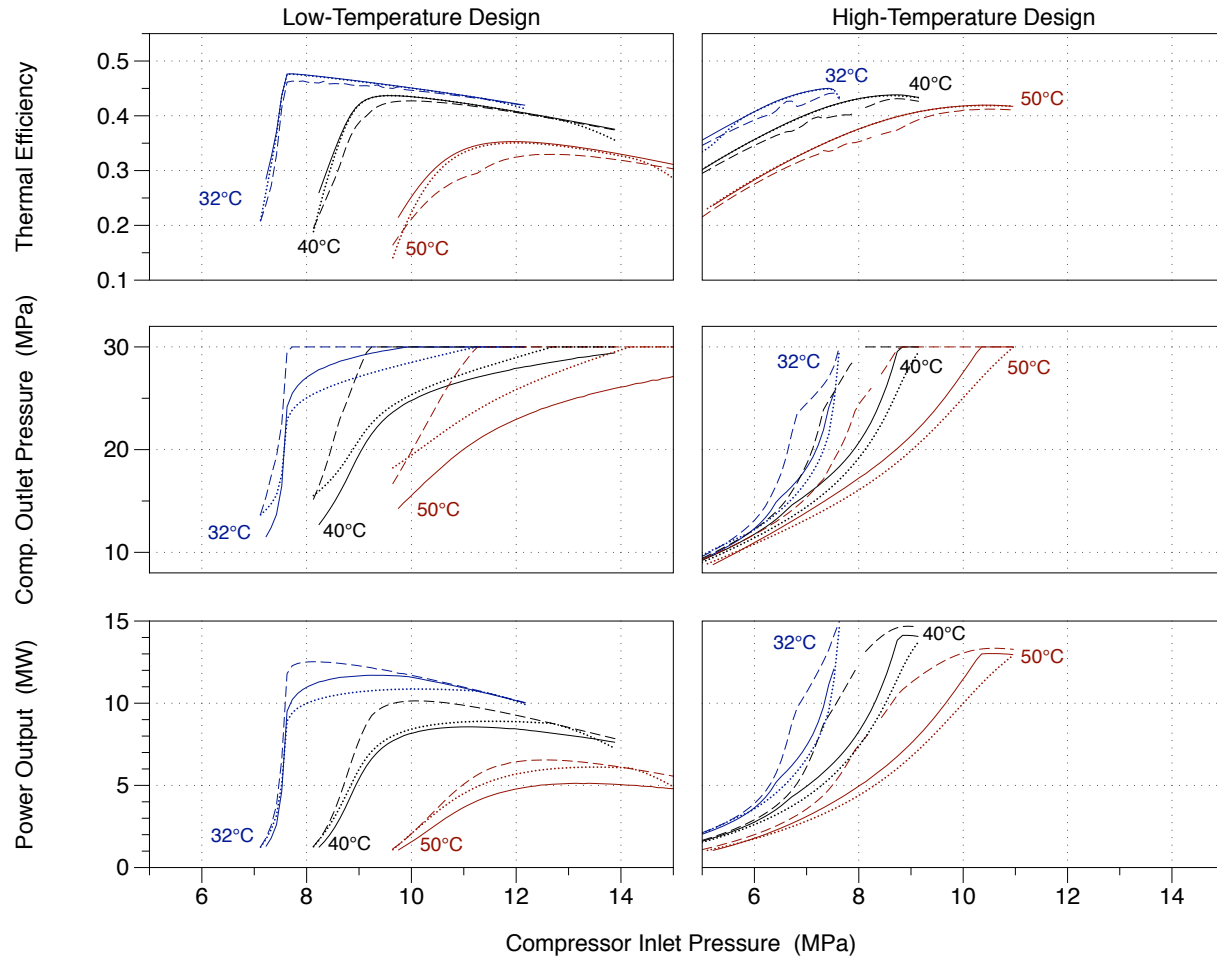 Low-Temperature Design
High-Temperature Design
Thermal Efficiency
0.5
0.4
0.3
0.2
0.1
32°C
40°C
50°C
32°C
40°C
50°C
Comp. Outlet Pressure (MPa)
30
20
10
32°C
40°C
50°C
32°C
40°C
50°C
Power Output (MW)
15
10
5
0
32°C
40°C
50°C
32°C
40°C
50°C
6 8 10 12 14
6 8 10 12 14
Compressor Inlet Pressure (MPa)